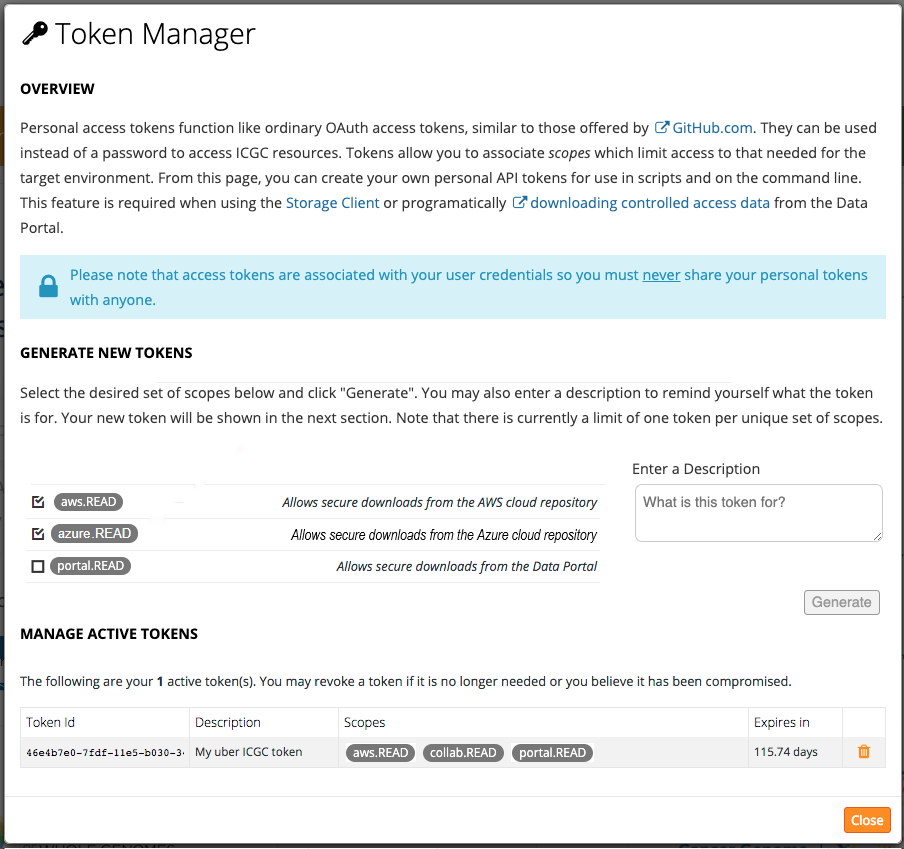 Token Manager
OVERVIEW
Personal access tokens function like ordinary OAuth access tokens, similar to those offered by GitHub.com. They can be used
instead of a password to access ICGC resources. Tokens allow you to associate scopes which limit access to that needed for the
target environment. From this page, you can create your own personal API tokens for use in scripts and on the command line.
This feature is required when using the Storage Client or programatically downloading controlled access data from the Data
Portal.
Please note that access tokens are associated with your user credentials so you must never share your personal tokens
with anyone.
GENERATE NEW TOKENS
Select the desired set of scopes below and click "Generate". You may also enter a description to remind yourself what the token
is for. Your new token will be shown in the next section. Note that there is currently a limit of one token per unique set of scopes.
Enter a Description
What is this token for?
aws.READ Allows secure downloads from the AWS cloud repository
azure.READ Allows secure downloads from the Azure cloud repository
portal.READ Allows secure downloads from the Data Portal
Generate
MANAGE ACTIVE TOKENS
The following are your 1 active token(s). You may revoke a token if it is no longer needed or you believe it has been compromised.
Token Id Description Scopes Expires in
46e4b7e0-7fdf-11e5-b030-3 My uber ICGC token aws.READ collab.READ portal.READ 115.74 days
Close